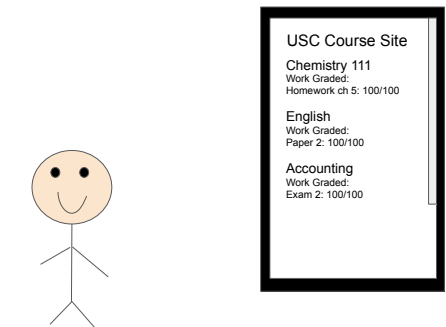 USC Course Site
Chemistry 111
Work Graded:
Homework ch 5: 100/100
English
Work Graded:
Paper 2: 100/100
Accounting
Work Graded:
Exam 2: 100/100